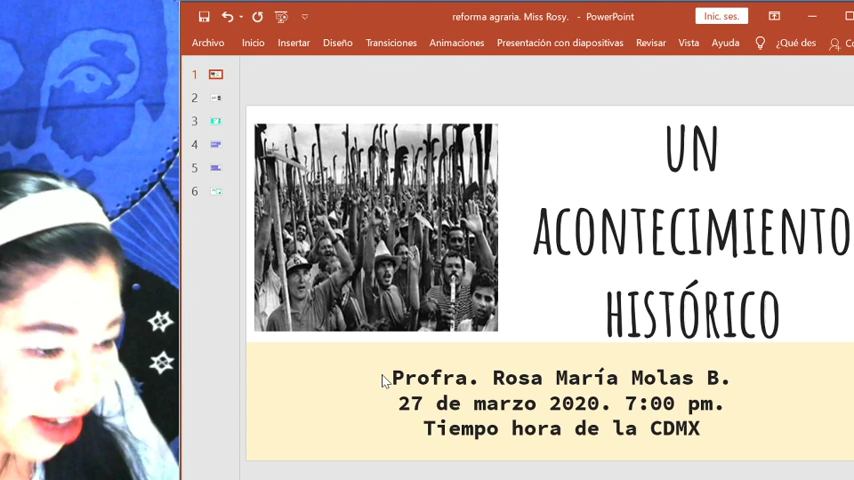 reforma agraria. Miss Rosy. - PowerPoint
Inic. ses.
Archivo Inicio Insertar Diseño Transiciones Animaciones Presentación con diapositivas Revisar Vista Ayuda ¿Qué des Co
1
2
3
4
5
6
UN
ACONTECIMIENTO
HISTÓRICO
Profra. Rosa María Molas B.
27 de marzo 2020. 7:00 pm.
Tiempo hora de la CDMX